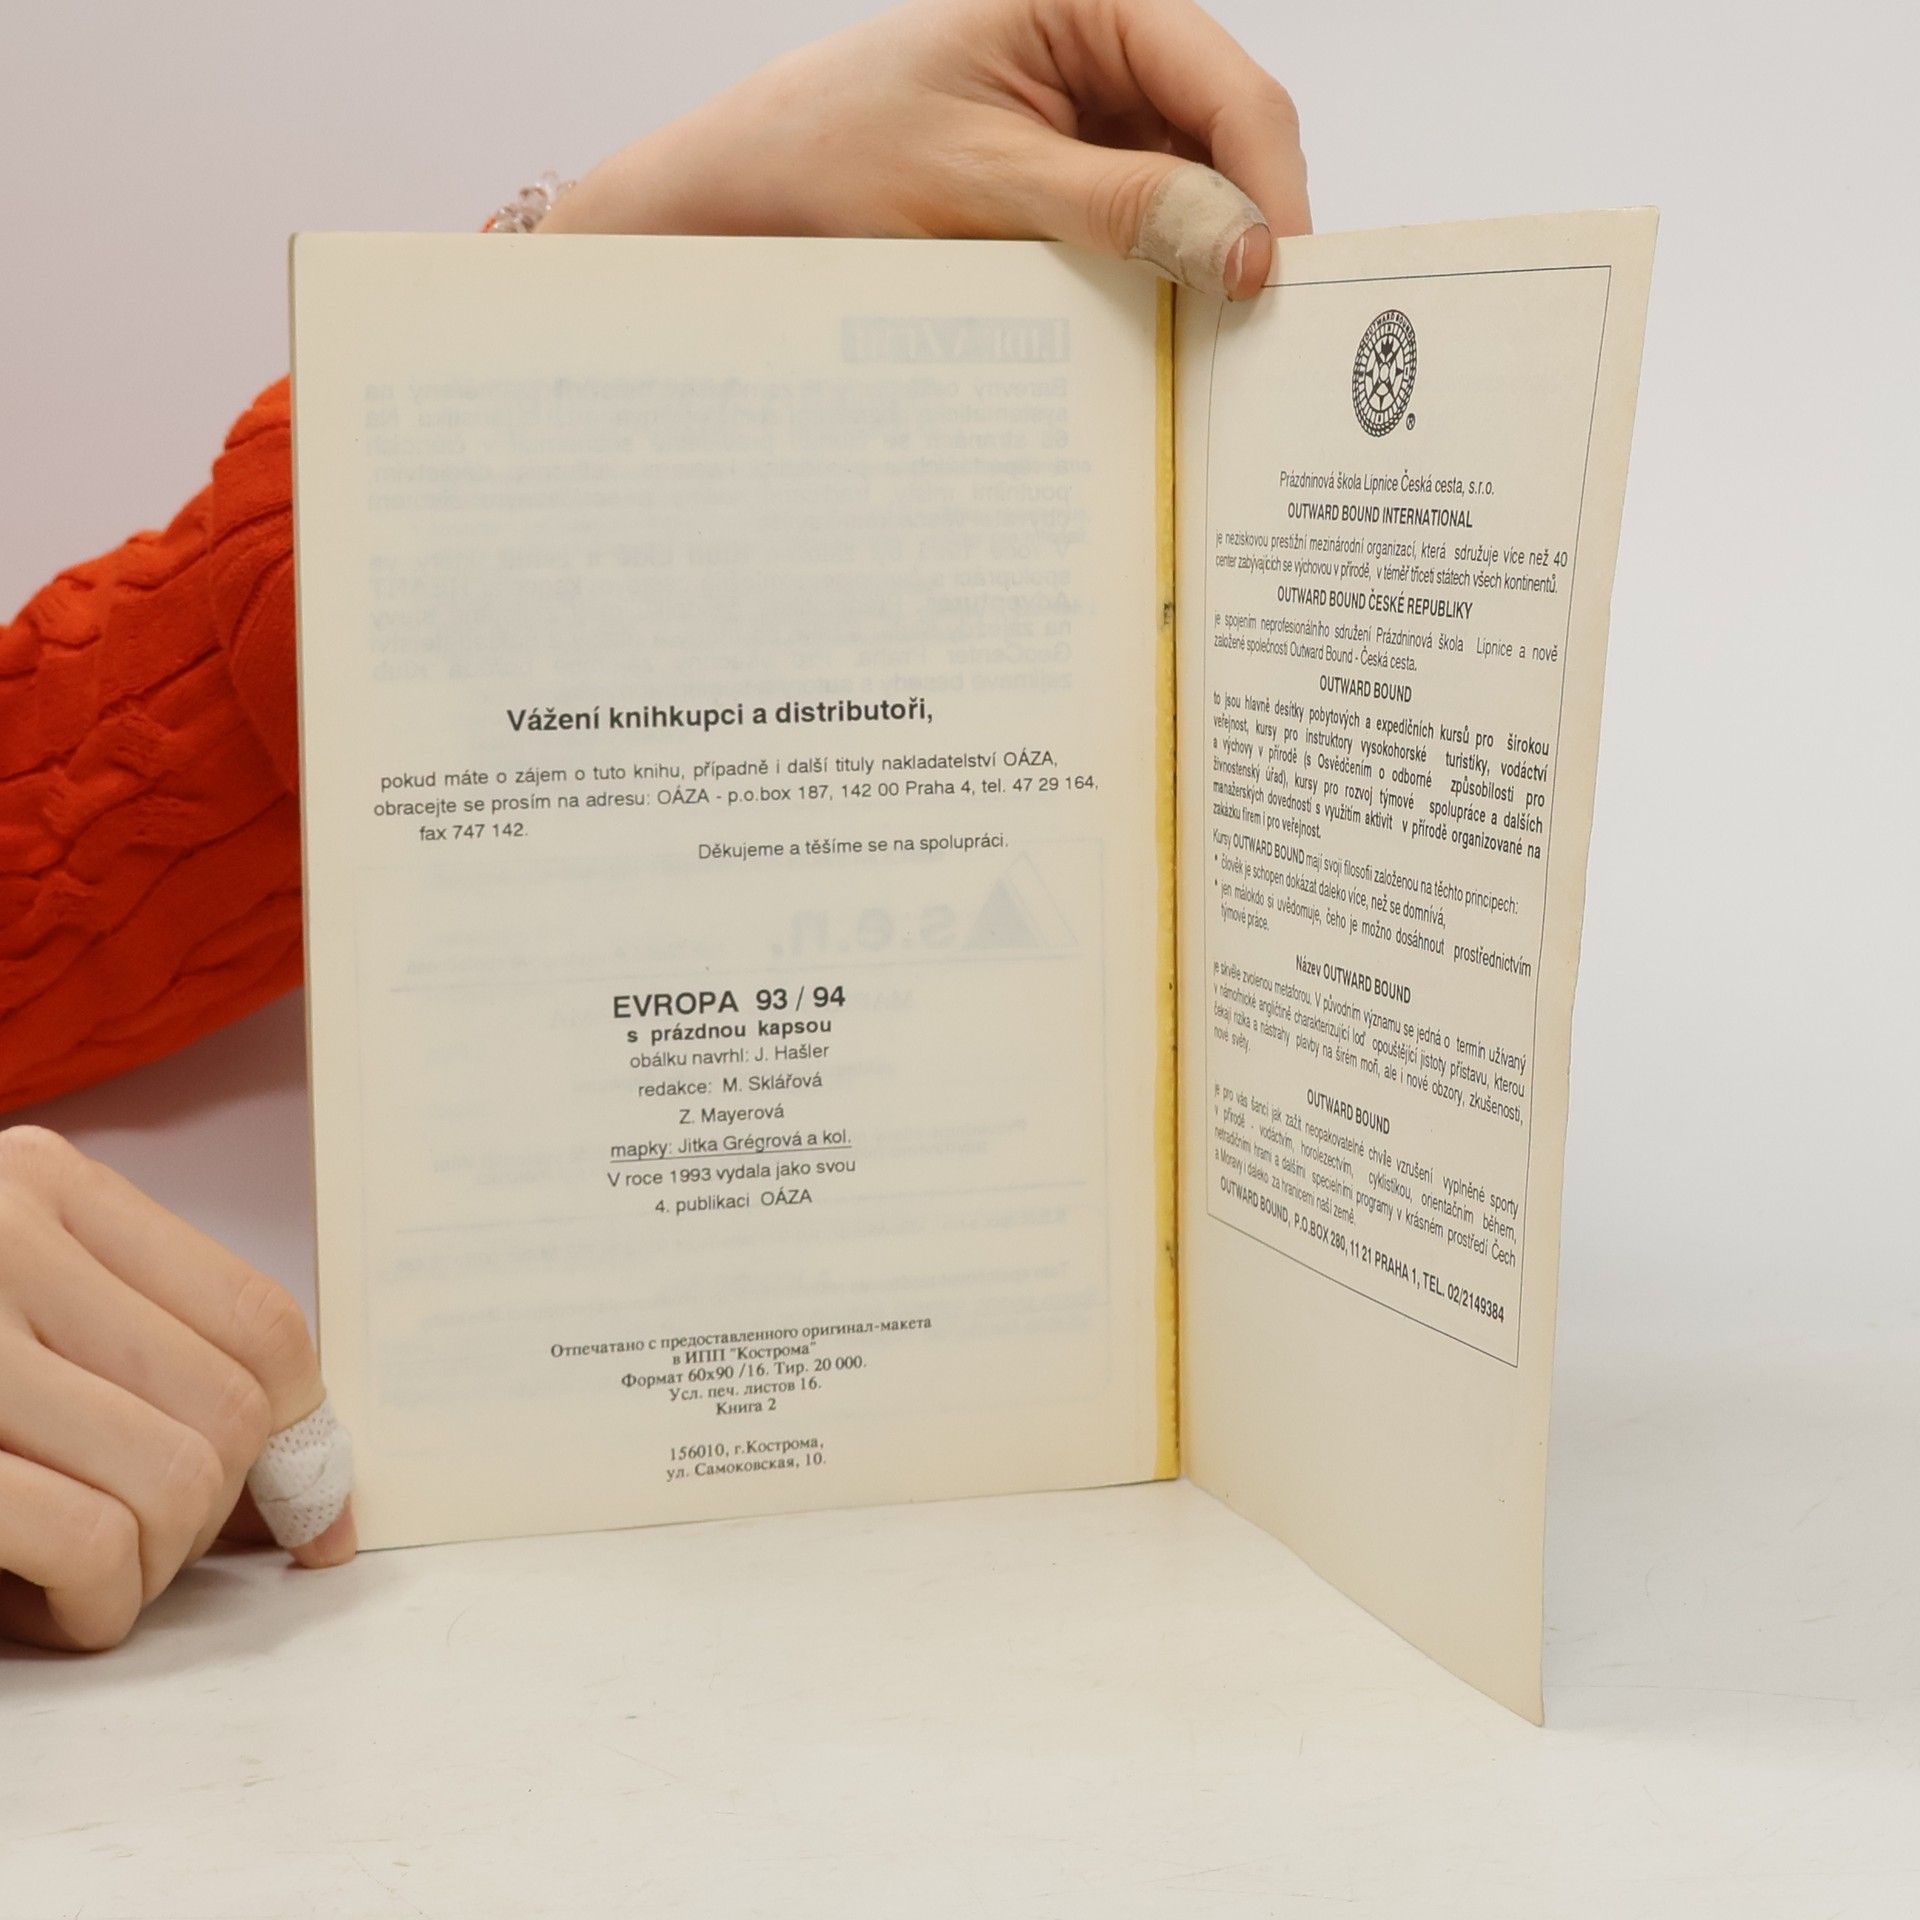 Vážení knihkupci a distributoři,
pokud máte o zájem o tuto knihu, případně i další tituly nakladatelství OÁZA,
obracejte se prosím na adresu: OÁZA - p.o.box 187, 142 00 Praha 4, tel. 47 29 164,
fax 747 142.
Děkujeme a těšíme se na spolupráci.
EVROPA 93 / 94
s prázdnou kapsou
obálku navrhl: J. Hašler
redakce: M. Sklářová
Z. Mayerová
mapky: Jitka Grégrová a kol.
V roce 1993 vydala jako svou
4. publikaci OÁZA
Отпечатано с предоставленного оригинал-макета
в ИПП "Кострома"
Формат 60х90 /16. Тир. 20 000.
Усл. печ. листов 16.
Книга 2
156010, г.Кострома,
ул. Самоковская, 10.
OUTWARD BOUND
®
Prázdninová škola Lipnice Česká cesta, s.r.o.
OUTWARD BOUND INTERNATIONAL
je neziskovou prestižní mezinárodní organizací, která sdružuje více než 40
center zabývajících se výchovou v přírodě, v téměř třiceti státech všech kontinentů.
OUTWARD BOUND ČESKÉ REPUBLIKY
je spojením neprofesionálního sdružení Prázdninová škola Lipnice a nově
založené společnosti Outward Bound - Česká cesta.
OUTWARD BOUND
to jsou hlavně desítky pobytových a expedičních kursů pro širokou
veřejnost, kursy pro instruktory vysokohorské turistiky, vodáctví
a výchovy v přírodě (s Osvědčením o odborné způsobilosti pro
živnostenský úřad), kursy pro rozvoj týmové spolupráce a dalších
manažerských dovedností s využitím aktivit v přírodě organizované na
zakázku firem i pro veřejnost.
Kursy OUTWARD BOUND mají svoji filosofii založenou na těchto principech:
* člověk je schopen dokázat daleko více, než se domnívá,
* jen málokdo si uvědomuje, čeho je možno dosáhnout prostřednictvím
týmové práce.
Název OUTWARD BOUND
je skvěle zvolenou metaforou. V původním významu se jedná o termín užívaný
v námořnické angličtině charakterizující loď opouštějící jistoty přístavu, kterou
čekají rizika a nástrahy plavby na širém moři, ale i nové obzory, zkušenosti,
nové světy.
OUTWARD BOUND
je pro vás šancí jak zažít neopakovatelné chvíle vzrušení vyplněné sporty
v přírodě - vodáctvím, horolezectvím, cyklistikou, orientačním během,
netradičními hrami a dalšími specielními programy v krásném prostředí Čech
a Moravy i daleko za hranicemi naší země.
OUTWARD BOUND, P.O.BOX 280, 11 21 PRAHA 1, TEL. 02/2149384